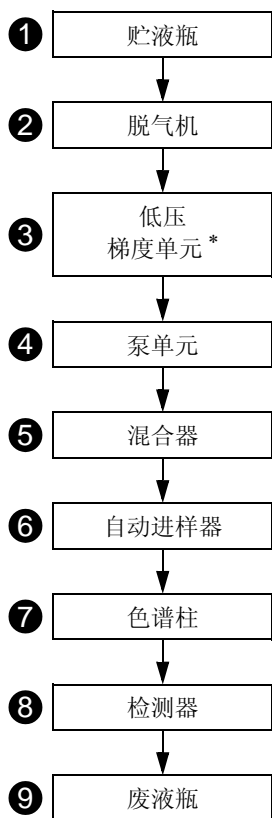 ❶ 贮液瓶
❷ 脱气机
❸ 低压
梯度单元 *
❹ 泵单元
❺ 混合器
❻ 自动进样器
❼ 色谱柱
❽ 检测器
❾ 废液瓶